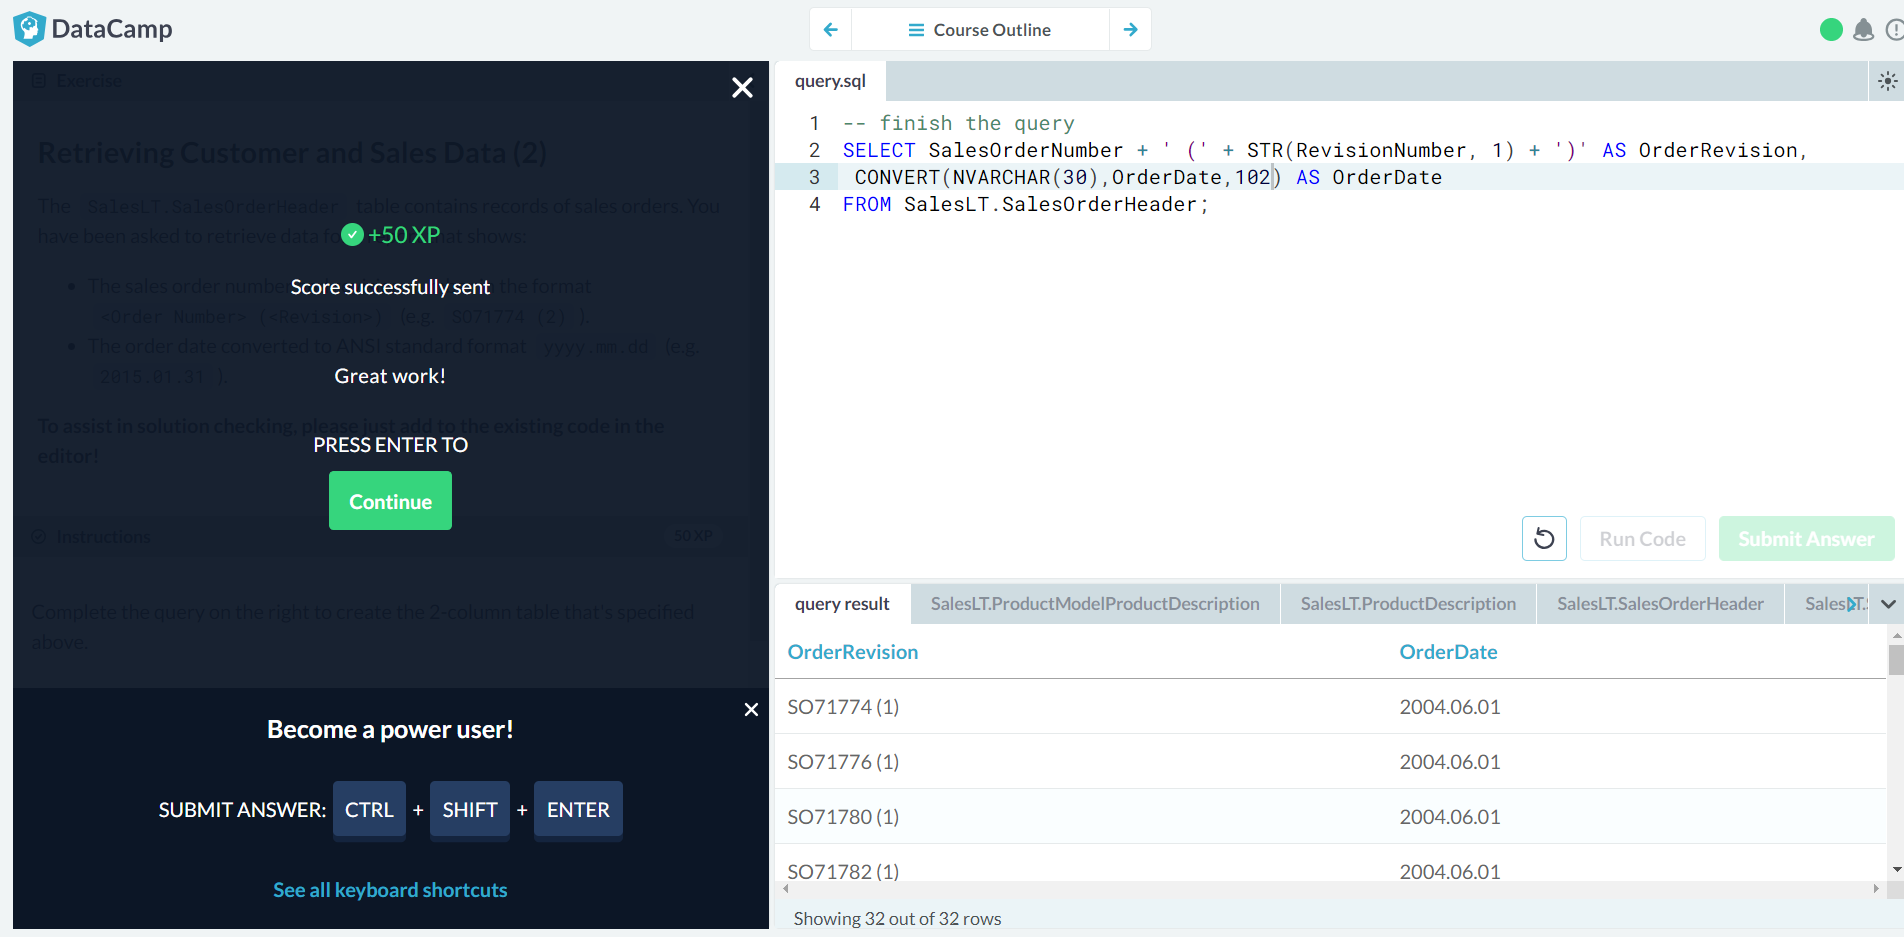 DataCamp
Course Outline
Exercise
Retrieving Customer and Sales Data (2)
The SalesLT.SalesOrderHeader table contains records of sales orders. You
have been asked to retrieve data fo at shows:
+50 XP
The sales order number the format
Score successfully sent
<Order Number> (<Revision>) (e.g. SO71774 (2) ).
The order date converted to ANSI standard format yyyy.mm.dd (e.g.
2015.01.31 ).
Great work!
To assist in solution checking, please just add to the existing code in the
editor!
PRESS ENTER TO
Continue
Instructions
50 XP
Complete the query on the right to create the 2-column table that's specified
above.
Become a power user!
SUBMIT ANSWER: CTRL + SHIFT + ENTER
See all keyboard shortcuts
query.sql
1 -- finish the query
2 SELECT SalesOrderNumber + ' (' + STR(RevisionNumber, 1) + ')' AS OrderRevision,
3 CONVERT(NVARCHAR(30),OrderDate,102) AS OrderDate
4 FROM SalesLT.SalesOrderHeader;
Run Code
Submit Answer
query result SalesLT.ProductModelProductDescription SalesLT.ProductDescription SalesLT.SalesOrderHeader
OrderRevision OrderDate
SO71774 (1) 2004.06.01
SO71776 (1) 2004.06.01
SO71780 (1) 2004.06.01
SO71782 (1) 2004.06.01
Showing 32 out of 32 rows